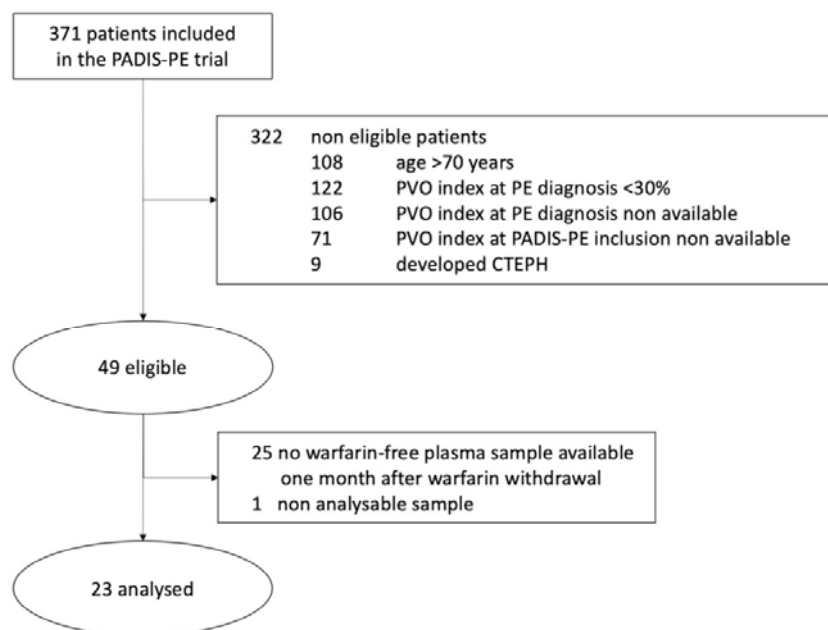 371 patients included
in the PADIS-PE trial
322 non eligible patients
108 age >70 years
122 PVO index at PE diagnosis <30%
106 PVO index at PE diagnosis non available
71 PVO index at PADIS-PE inclusion non available
9 developed CTEPH
49 eligible
25 no warfarin-free plasma sample available
one month after warfarin withdrawal
1 non analysable sample
23 analysed